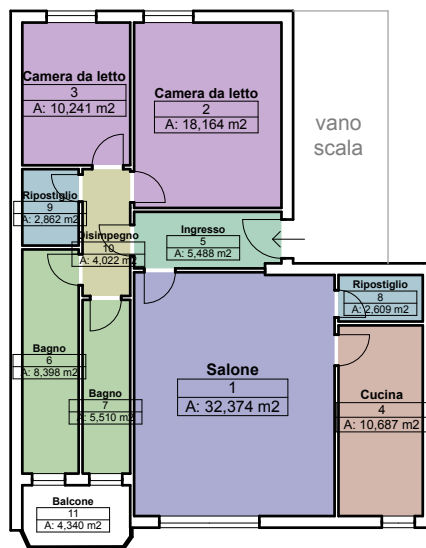 Camera da letto
3
A: 10,241 m2
Camera da letto
2
A: 18,164 m2
vano
scala
Ripostiglio
9
A: 2,862 m2
Disimpegno
10
A: 4,022 m2
Ingresso
5
A: 5,488 m2
Ripostiglio
8
A: 2,609 m2
Bagno
6
A: 8,398 m2
Bagno
7
A: 5,510 m2
Salone
1
A: 32,374 m2
Cucina
4
A: 10,687 m2
Balcone
11
A: 4,340 m2